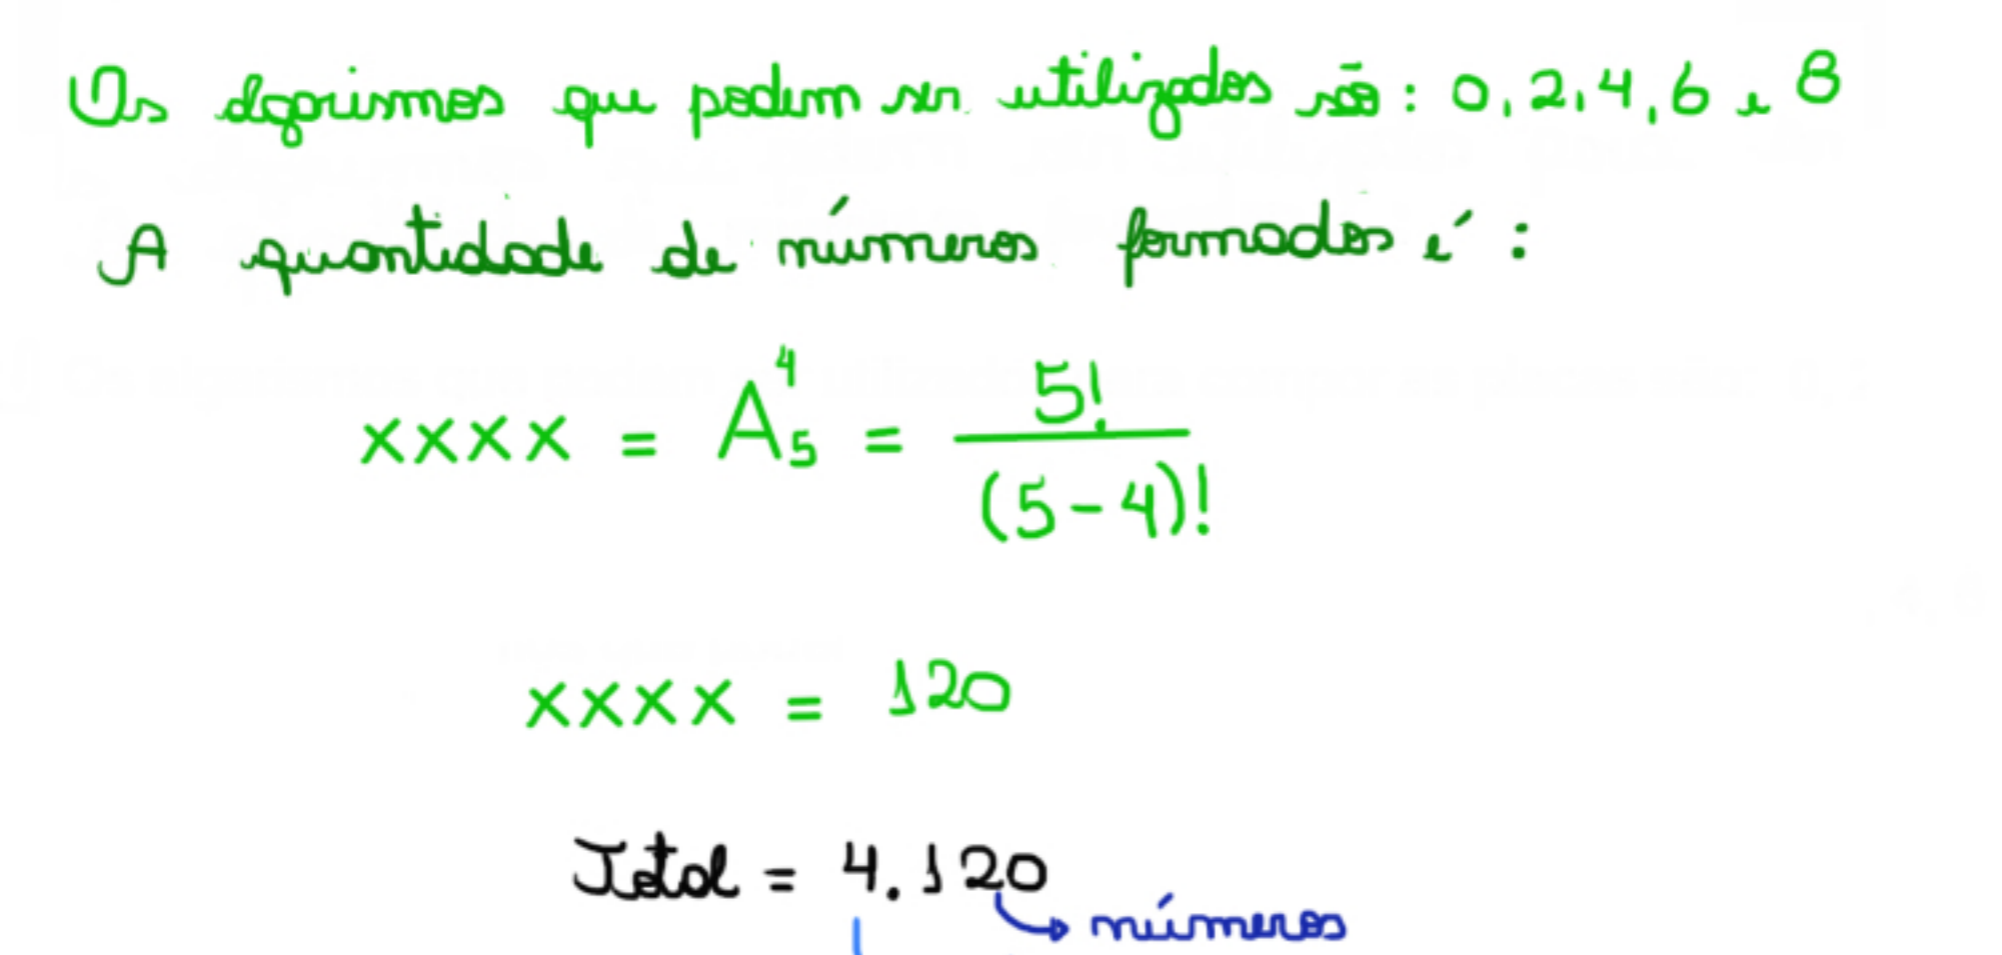 Os algarismos que podem ser utilizados são: 0, 2, 4, 6 e 8
A quantidade de números formados é:
xxxx = A⁴₅ = 5! / (5-4)!
xxxx = 120
Total = 4.120
números